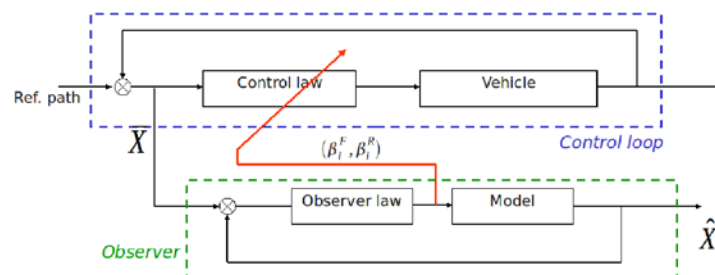 Control law
Vehicle
Ref. path
X̅
(β_i^F, β_i^R)
Control loop
Observer law
Model
Observer
X̂